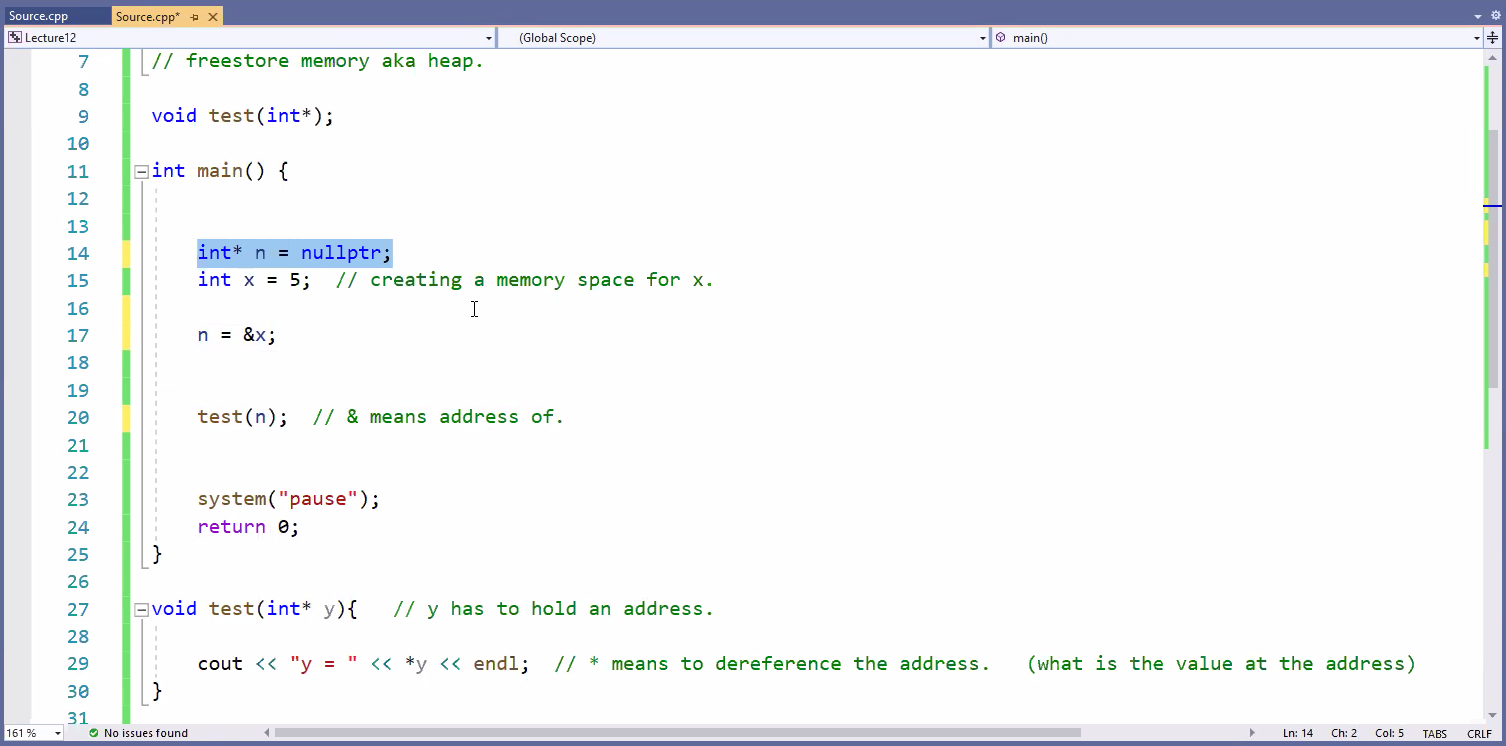 Source.cpp Source.cpp*
Lecture12 (Global Scope) main()
7 // freestore memory aka heap.
8
9 void test(int*);
10
11 int main() {
12
13
14 int* n = nullptr;
15 int x = 5; // creating a memory space for x.
16
17 n = &x;
18
19
20 test(n); // & means address of.
21
22
23 system("pause");
24 return 0;
25 }
26
27 void test(int* y){ // y has to hold an address.
28
29 cout << "y = " << *y << endl; // * means to dereference the address. (what is the value at the address)
30 }
31
161 % No issues found Ln: 14 Ch: 2 Col: 5 TABS CRLF